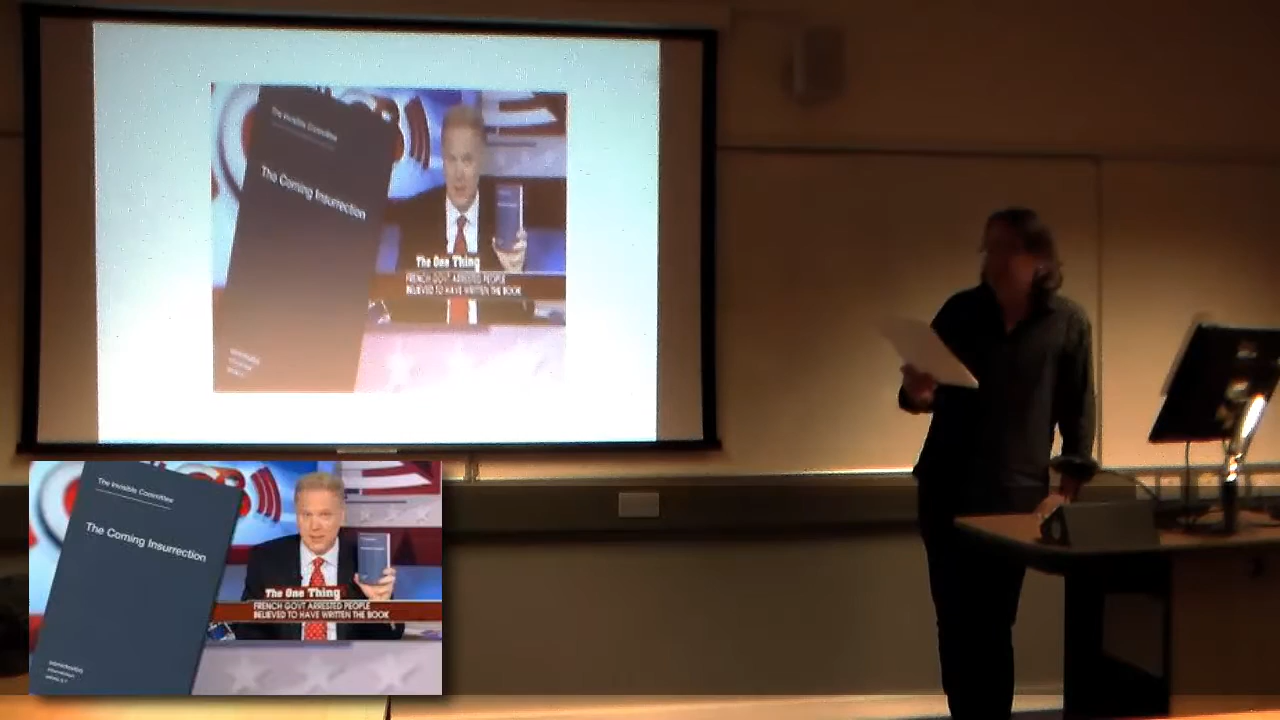 The Invisible Committee
The Coming Insurrection
The One Thing
FRENCH GOV'T ARRESTED PEOPLE
BELIEVED TO HAVE WRITTEN THE BOOK
The Invisible Committee
The Coming Insurrection
The One Thing
FRENCH GOVT ARRESTED PEOPLE
BELIEVED TO HAVE WRITTEN THE BOOK